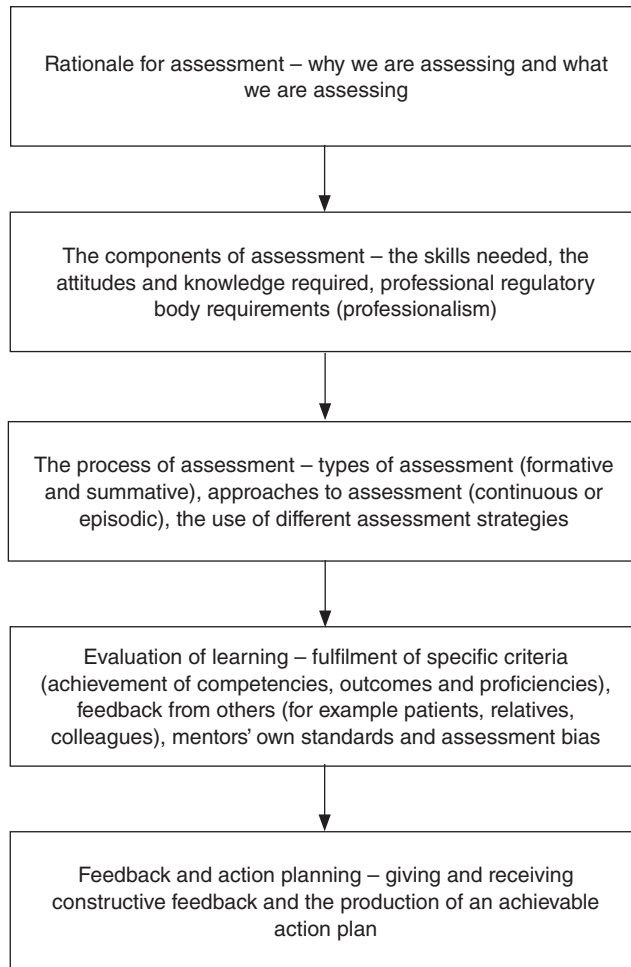 Rationale for assessment – why we are assessing and what
we are assessing
The components of assessment – the skills needed, the
attitudes and knowledge required, professional regulatory
body requirements (professionalism)
The process of assessment – types of assessment (formative
and summative), approaches to assessment (continuous or
episodic), the use of different assessment strategies
Evaluation of learning – fulfilment of specific criteria
(achievement of competencies, outcomes and proficiencies),
feedback from others (for example patients, relatives,
colleagues), mentors’ own standards and assessment bias
Feedback and action planning – giving and receiving
constructive feedback and the production of an achievable
action plan